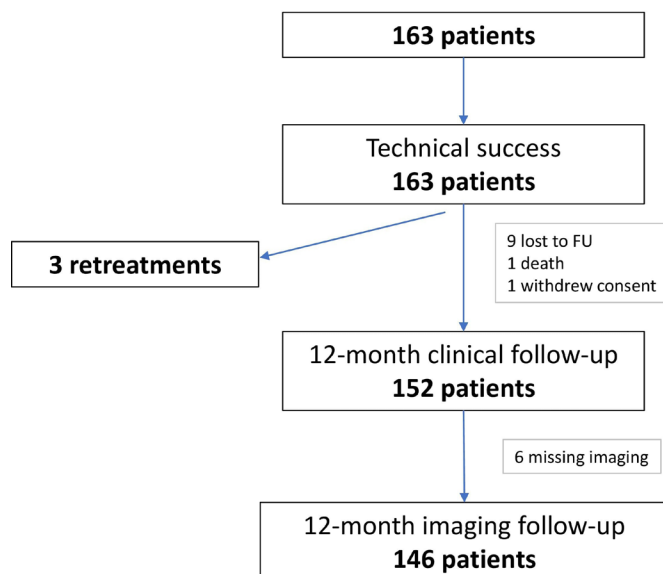 163 patients
Technical success
163 patients
3 retreatments
9 lost to FU
1 death
1 withdrew consent
12-month clinical follow-up
152 patients
6 missing imaging
12-month imaging follow-up
146 patients